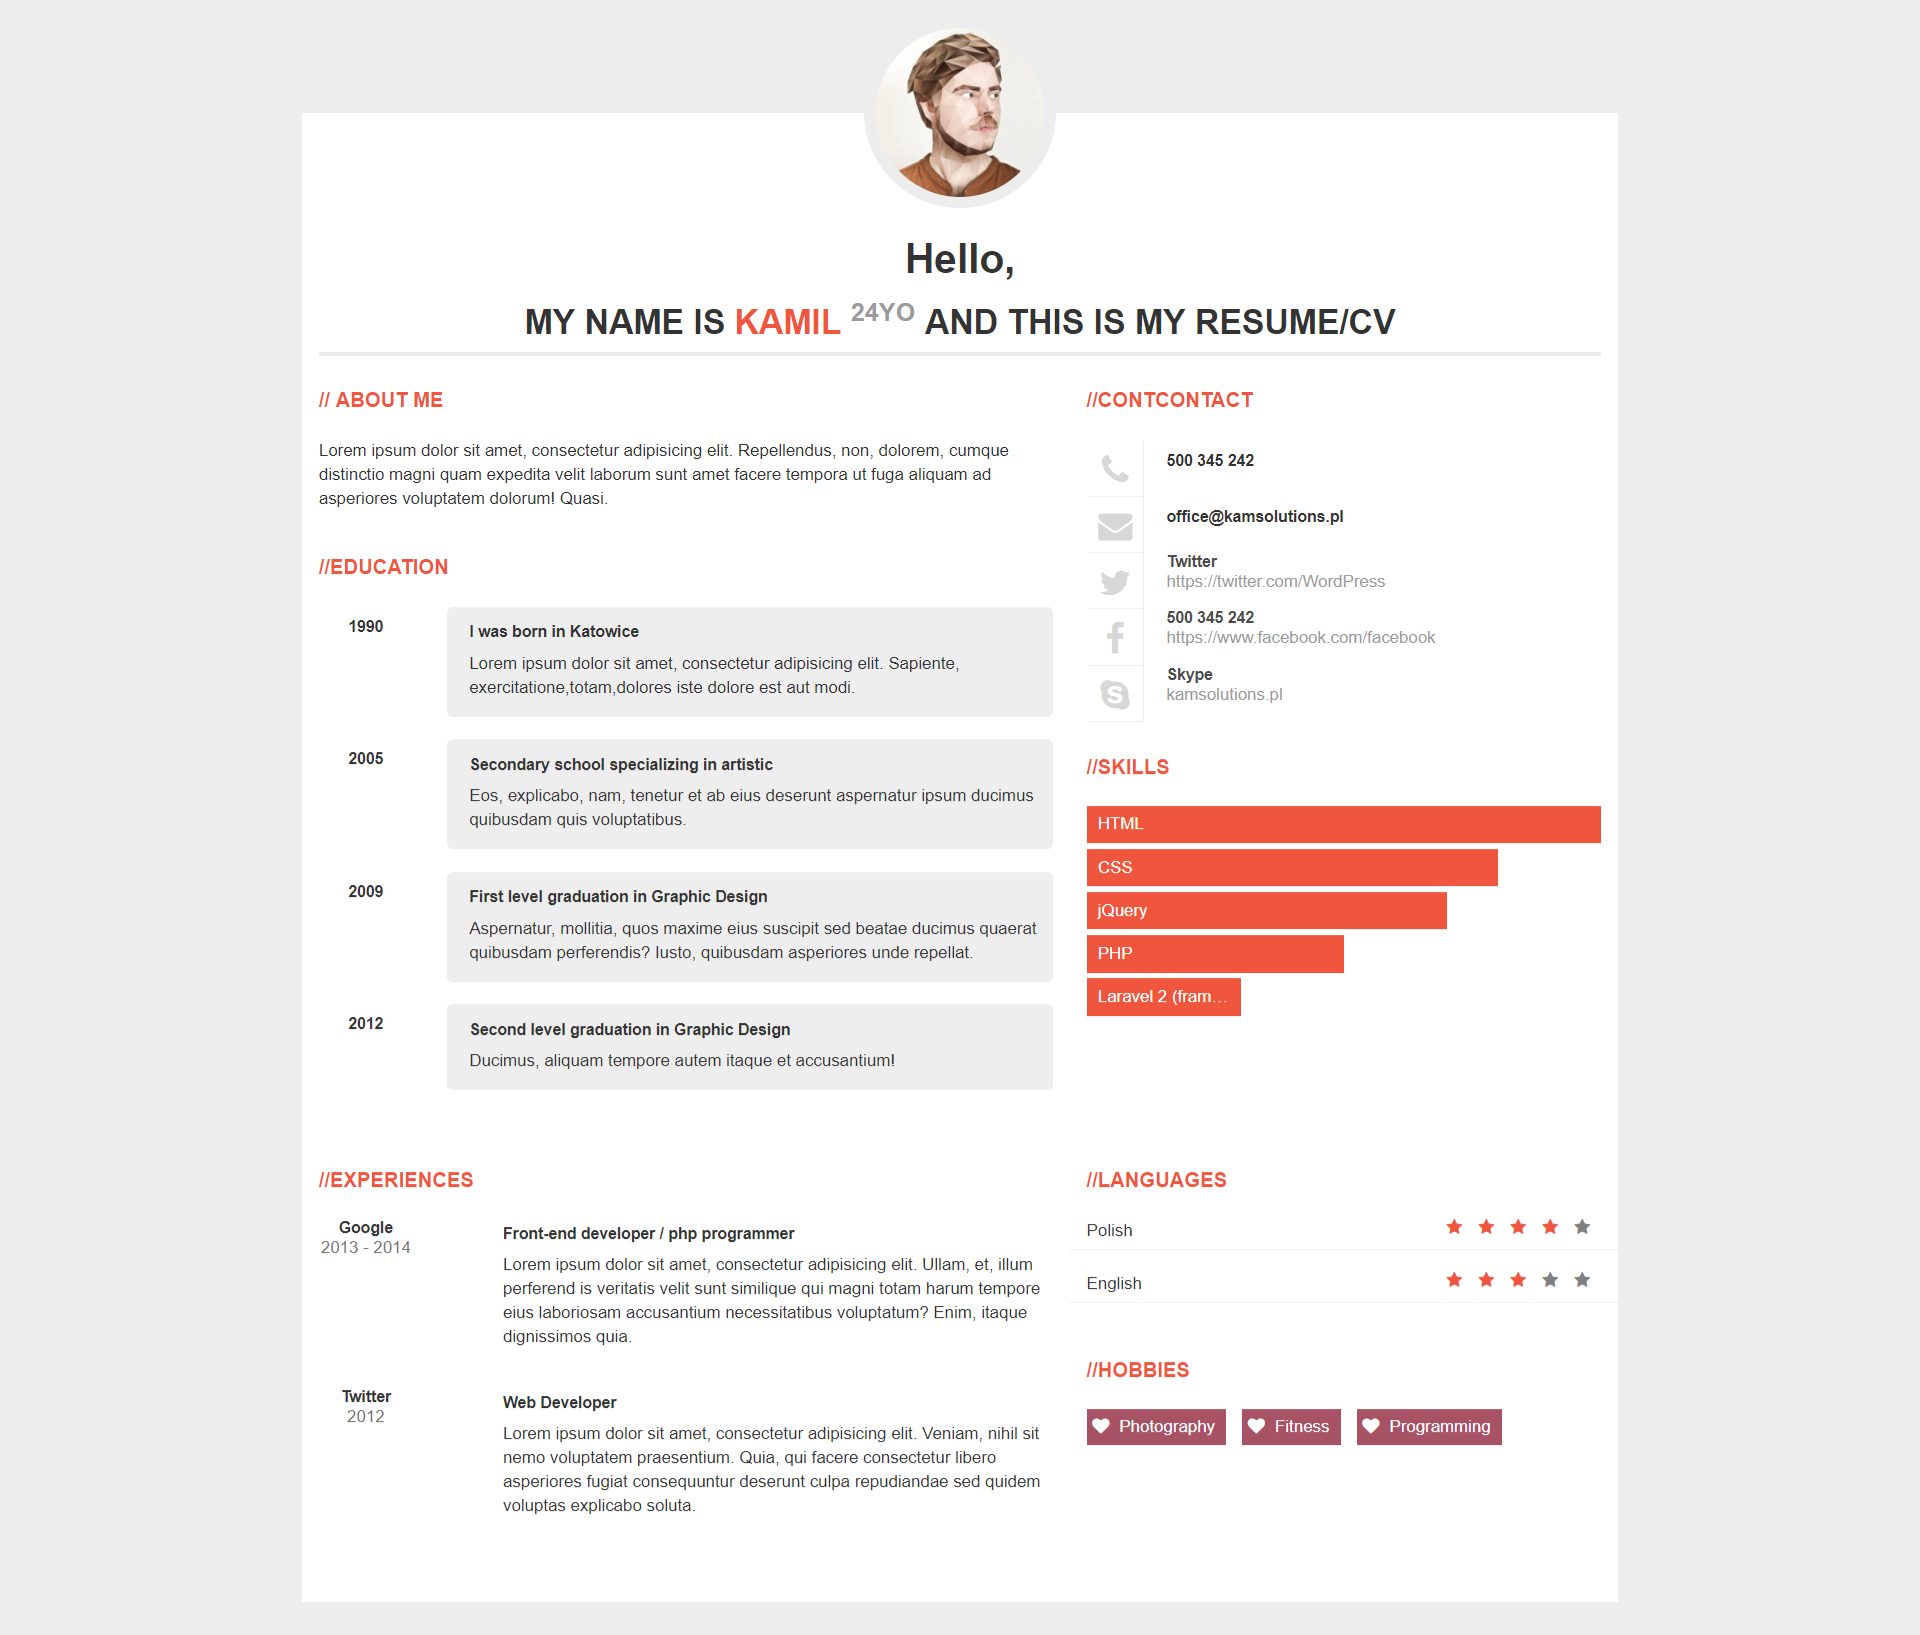 Hello,
MY NAME IS KAMIL 24YO AND THIS IS MY RESUME/CV
// ABOUT ME
Lorem ipsum dolor sit amet, consectetur adipisicing elit. Repellendus, non, dolorem, cumque
distinctio magni quam expedita velit laborum sunt amet facere tempora ut fuga aliquam ad
asperiores voluptatem dolorum! Quasi.
//EDUCATION
1990
I was born in Katowice
Lorem ipsum dolor sit amet, consectetur adipisicing elit. Sapiente,
exercitatione,totam,dolores iste dolore est aut modi.
2005
Secondary school specializing in artistic
Eos, explicabo, nam, tenetur et ab eius deserunt aspernatur ipsum ducimus
quibusdam quis voluptatibus.
2009
First level graduation in Graphic Design
Aspernatur, mollitia, quos maxime eius suscipit sed beatae ducimus quaerat
quibusdam perferendis? Iusto, quibusdam asperiores unde repellat.
2012
Second level graduation in Graphic Design
Ducimus, aliquam tempore autem itaque et accusantium!
//CONTCONTACT
500 345 242
office@kamsolutions.pl
Twitter
https://twitter.com/WordPress
500 345 242
https://www.facebook.com/facebook
Skype
kamsolutions.pl
//SKILLS
HTML
CSS
jQuery
PHP
Laravel 2 (fram…
//EXPERIENCES
Google
2013 - 2014
Front-end developer / php programmer
Lorem ipsum dolor sit amet, consectetur adipisicing elit. Ullam, et, illum
perferend is veritatis velit sunt similique qui magni totam harum tempore
eius laboriosam accusantium necessitatibus voluptatum? Enim, itaque
dignissimos quia.
Twitter
2012
Web Developer
Lorem ipsum dolor sit amet, consectetur adipisicing elit. Veniam, nihil sit
nemo voluptatem praesentium. Quia, qui facere consectetur libero
asperiores fugiat consequuntur deserunt culpa repudiandae sed quidem
voluptas explicabo soluta.
//LANGUAGES
Polish
English
//HOBBIES
Photography
Fitness
Programming